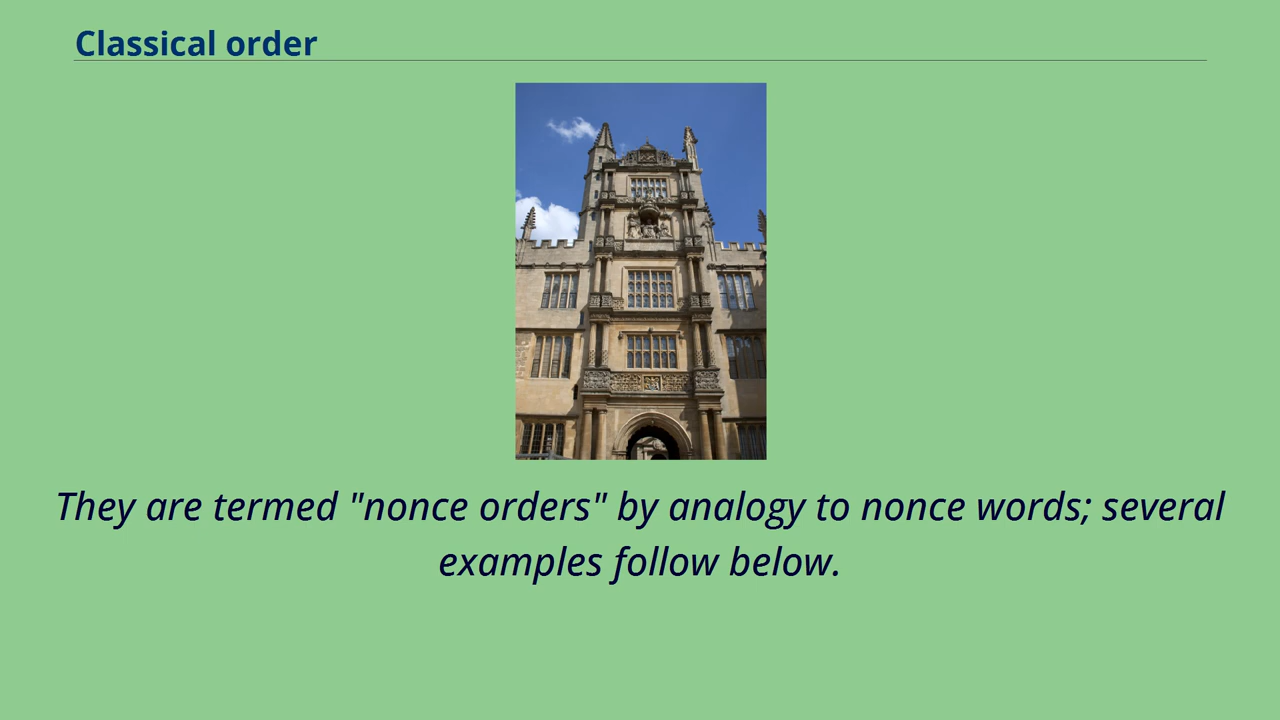 Classical order
They are termed "nonce orders" by analogy to nonce words; several
examples follow below.